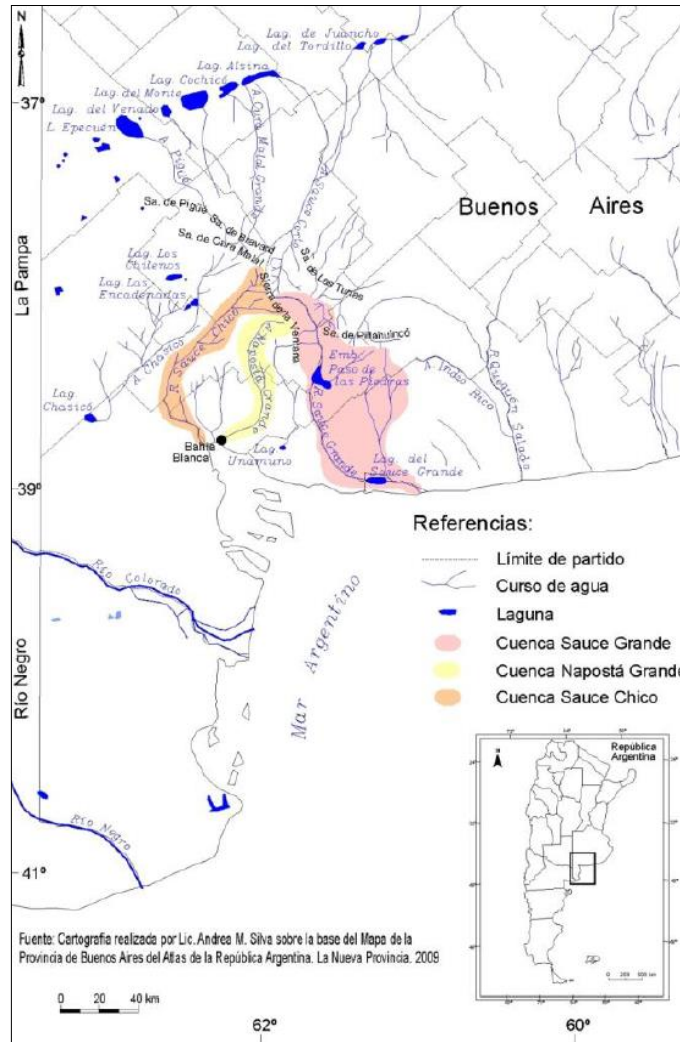 N
Lag. de Juancho
Lag. del Tordillo
Lag. Alsina
Lag. Cochicó
Lag. del Monte
Lag. del Venado
L. Epecuén
37º
A. Pigüé
A. Cura Malal Grande
A. Sauce Corto
Buenos Aires
Sa. de Pigüé
Sa. de Bravard
Sa. de Cura Malal
Sa. de Las Tunas
La Pampa
Lag. Los
Chilenos
Lag. Las
Encadenadas
Sierra de la Ventana
Sa. de Pillahuincó
R. Sauce Chico
R. Napostá Grande
A. Chasicó
Emb.
Paso de
las Piedras
A. Indio Rico
R. Quequén Salado
Lag.
Chasicó
R. Sauce Grande
Bahía
Blanca
Lag.
Unamuno
Lag. del
Sauce Grande
39º
Referencias:
Límite de partido
Curso de agua
Laguna
Cuenca Sauce Grande
Cuenca Napostá Grande
Cuenca Sauce Chico
Río Colorado
Mar Argentino
Río Negro
Río Negro
República
Argentina
41º
Fuente: Cartografía realizada por Lic. Andrea M. Silva sobre la base del Mapa de la
Provincia de Buenos Aires del Atlas de la República Argentina. La Nueva Provincia. 2009
0 20 40 km
62º
60º